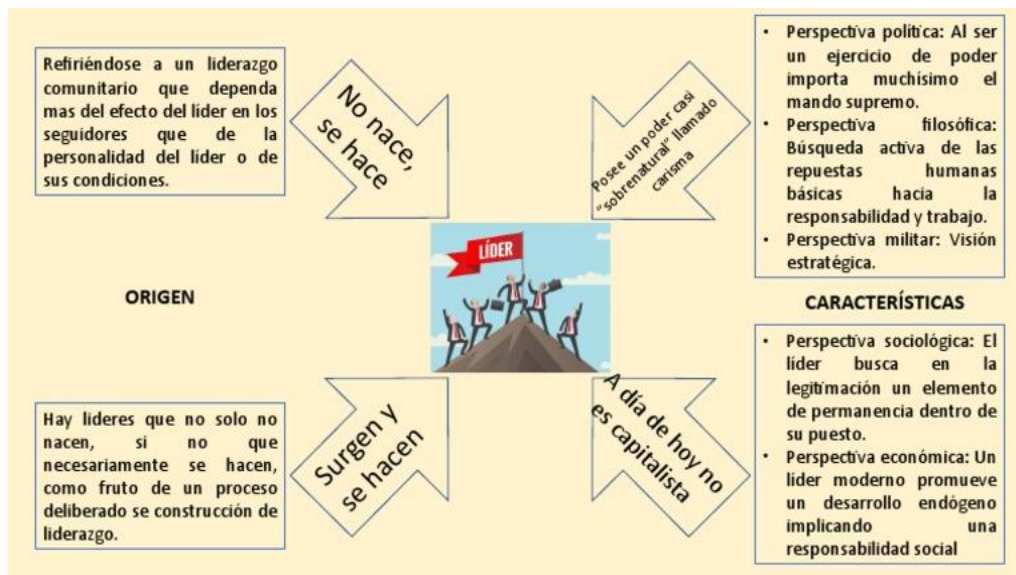 Refiriéndose a un liderazgo
comunitario que dependa
mas del efecto del líder en los
seguidores que de la
personalidad del líder o de
sus condiciones.
No nace,
se hace
ORIGEN
Hay lideres que no solo no
nacen, si no que
necesariamente se hacen,
como fruto de un proceso
deliberado se construcción de
liderazgo.
Surgen y
se hacen
LÍDER
Posee un poder casi
“sobrenatural” llamado
carisma
• Perspectiva política: Al ser
un ejercicio de poder
importa muchísimo el
mando supremo.
• Perspectiva filosófica:
Búsqueda activa de las
repuestas humanas
básicas hacia la
responsabilidad y trabajo.
• Perspectiva militar: Visión
estratégica.
CARACTERÍSTICAS
A día de hoy no
es capitalista
• Perspectiva sociológica: El
líder busca en la
legitimación un elemento
de permanencia dentro de
su puesto.
• Perspectiva económica: Un
líder moderno promueve
un desarrollo endógeno
implicando una
responsabilidad social